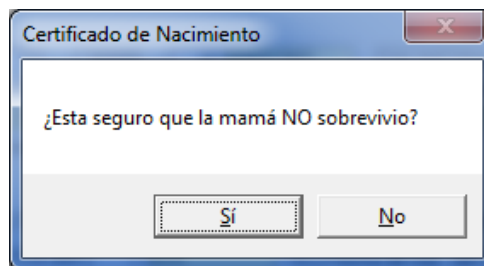 Certificado de Nacimiento
¿Esta seguro que la mamá NO sobrevivio?
Sí
No